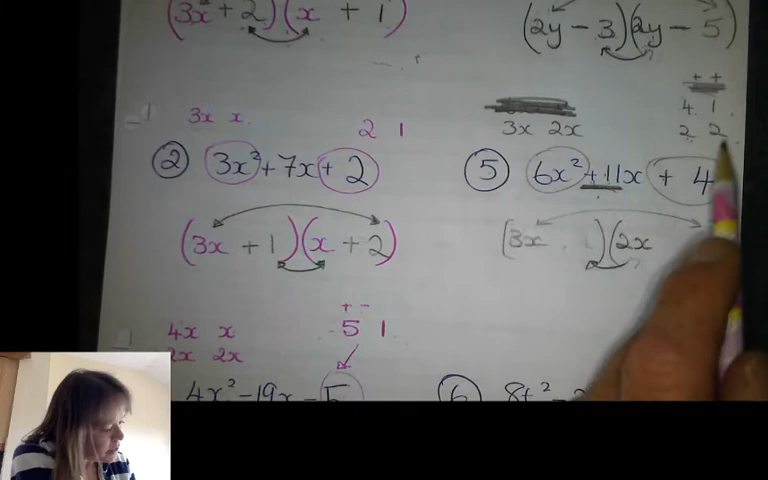 (3x + 2)(x + 1)
(2y − 3)(2y − 5)
+ +
4 1
3x x
2 1
3x 2x
2 2
② 3x² + 7x + 2
⑤ 6x² + 11x + 4
(3x + 1)(x + 2)
(3x )(2x
+ −
4x x
5 1
2x 2x
4x² − 19x − 5
⑥ 8t² −